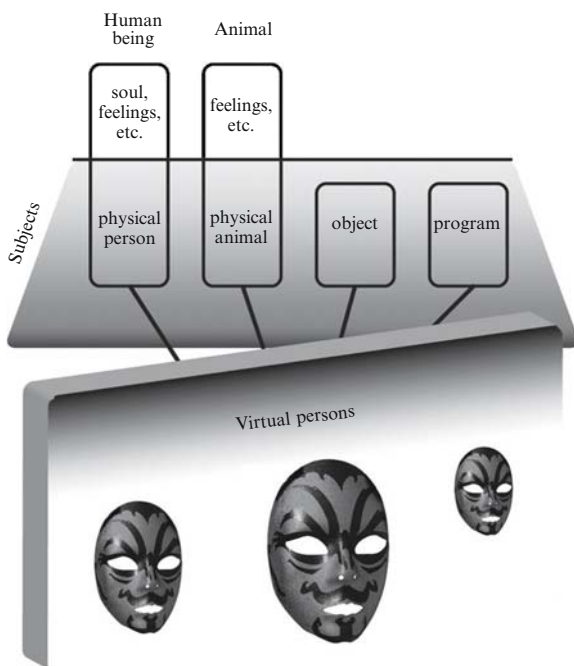 Human
being
Animal
soul,
feelings,
etc.
feelings,
etc.
Subjects
physical
person
physical
animal
object
program
Virtual persons